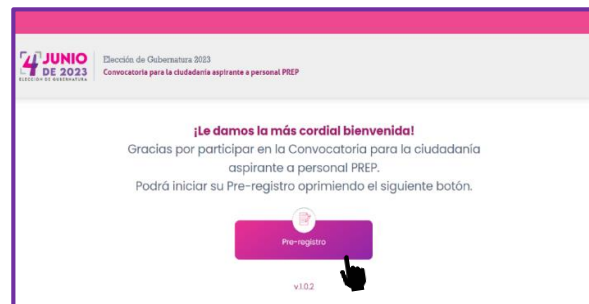 4 JUNIO
DE 2023
ELECCIÓN DE GUBERNATURA
Elección de Gubernatura 2023
Convocatoria para la ciudadanía aspirante a personal PREP
¡Le damos la más cordial bienvenida!
Gracias por participar en la Convocatoria para la ciudadanía
aspirante a personal PREP.
Podrá iniciar su Pre-registro oprimiendo el siguiente botón.
Pre-registro
v.1.0.2